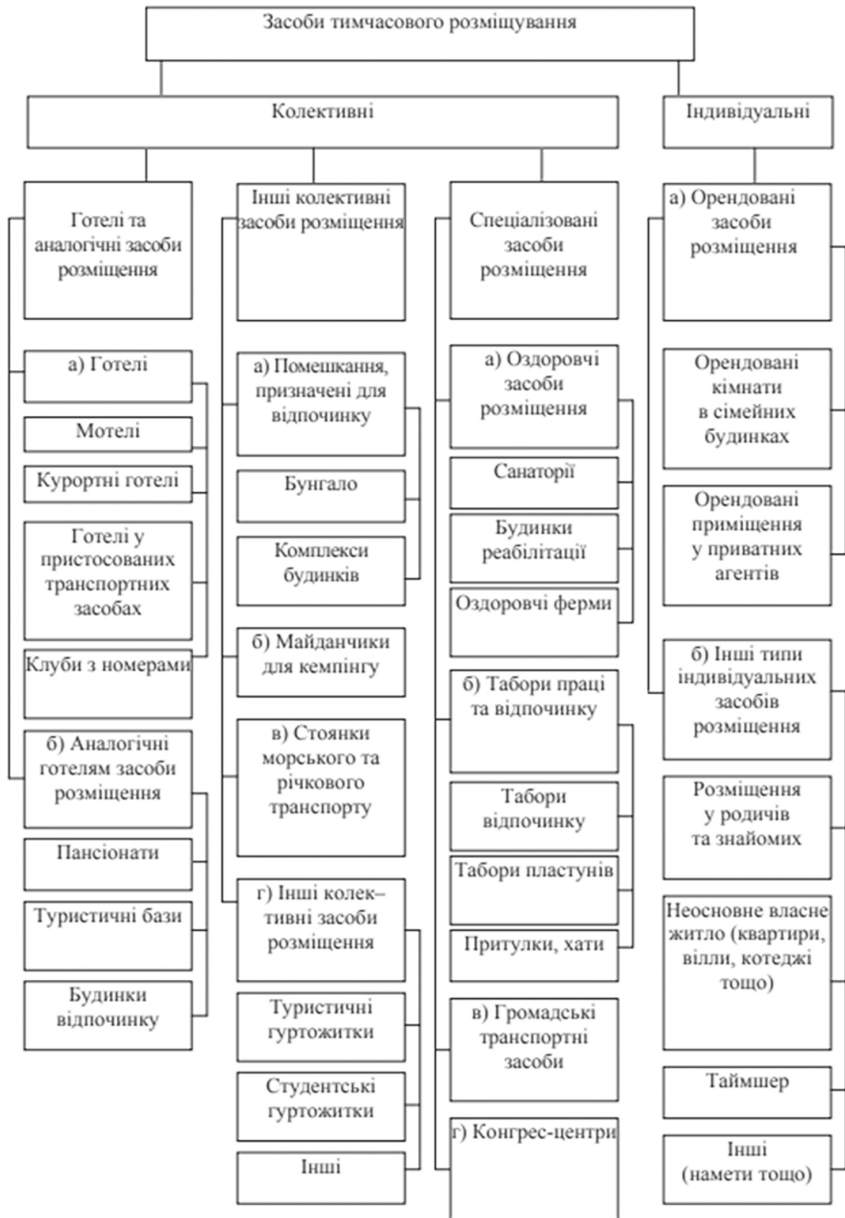 Засоби тимчасового розміщування
Колективні
Індивідуальні
Готелі та
аналогічні засоби
розміщення
а) Готелі
Мотелі
Курортні готелі
Готелі у
пристосованих
транспортних
засобах
Клуби з номерами
б) Аналогічні
готелям засоби
розміщення
Пансіонати
Туристичні бази
Будинки
відпочинку
Інші колективні
засоби розміщення
а) Помешкання,
призначені для
відпочинку
Бунгало
Комплекси
будинків
б) Майданчики
для кемпінгу
в) Стоянки
морського та
річкового
транспорту
г) Інші колек–
тивні засоби
розміщення
Туристичні
гуртожитки
Студентські
гуртожитки
Інші
Спеціалізовані
засоби
розміщення
а) Оздоровчі
засоби
розміщення
Санаторії
Будинки
реабілітації
Оздоровчі ферми
б) Табори праці
та відпочинку
Табори
відпочинку
Табори пластунів
Притулки, хати
в) Громадські
транспортні
засоби
г) Конгрес-центри
а) Орендовані
засоби
розміщення
Орендовані
кімнати
в сімейних
будинках
Орендовані
приміщення
у приватних
агентів
б) Інші типи
індивідуальних
засобів
розміщення
Розміщення
у родичів
та знайомих
Неосновне власне
житло (квартири,
вілли, котеджі
тощо)
Таймшер
Інші
(намети тощо)